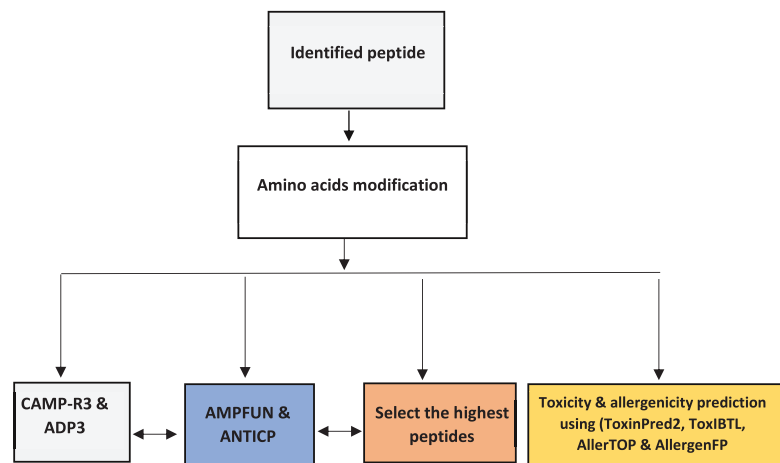 Identified peptide
Amino acids modification
CAMP-R3 &
ADP3
AMPFUN &
ANTICP
Select the highest
peptides
Toxicity & allergenicity prediction
using (ToxinPred2, ToxIBTL,
AllerTOP & AllergenFP